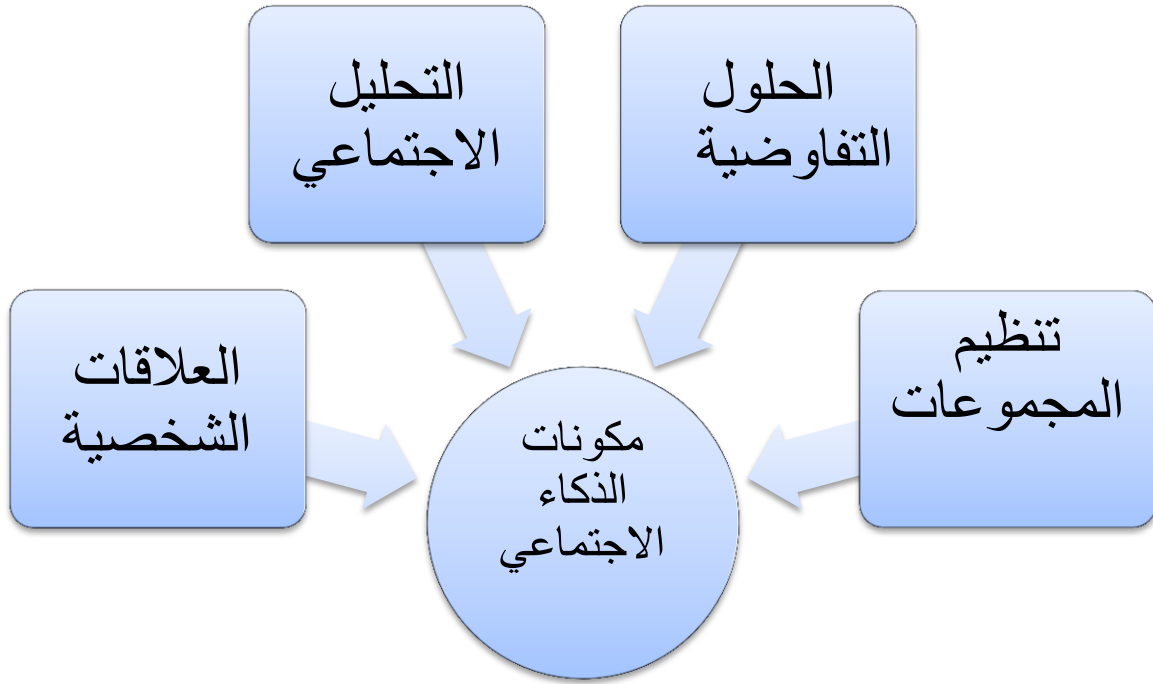 الحلول
التفاوضية
التحليل
الاجتماعي
تنظيم
المجموعات
العلاقات
الشخصية
مكونات
الذكاء
الاجتماعي